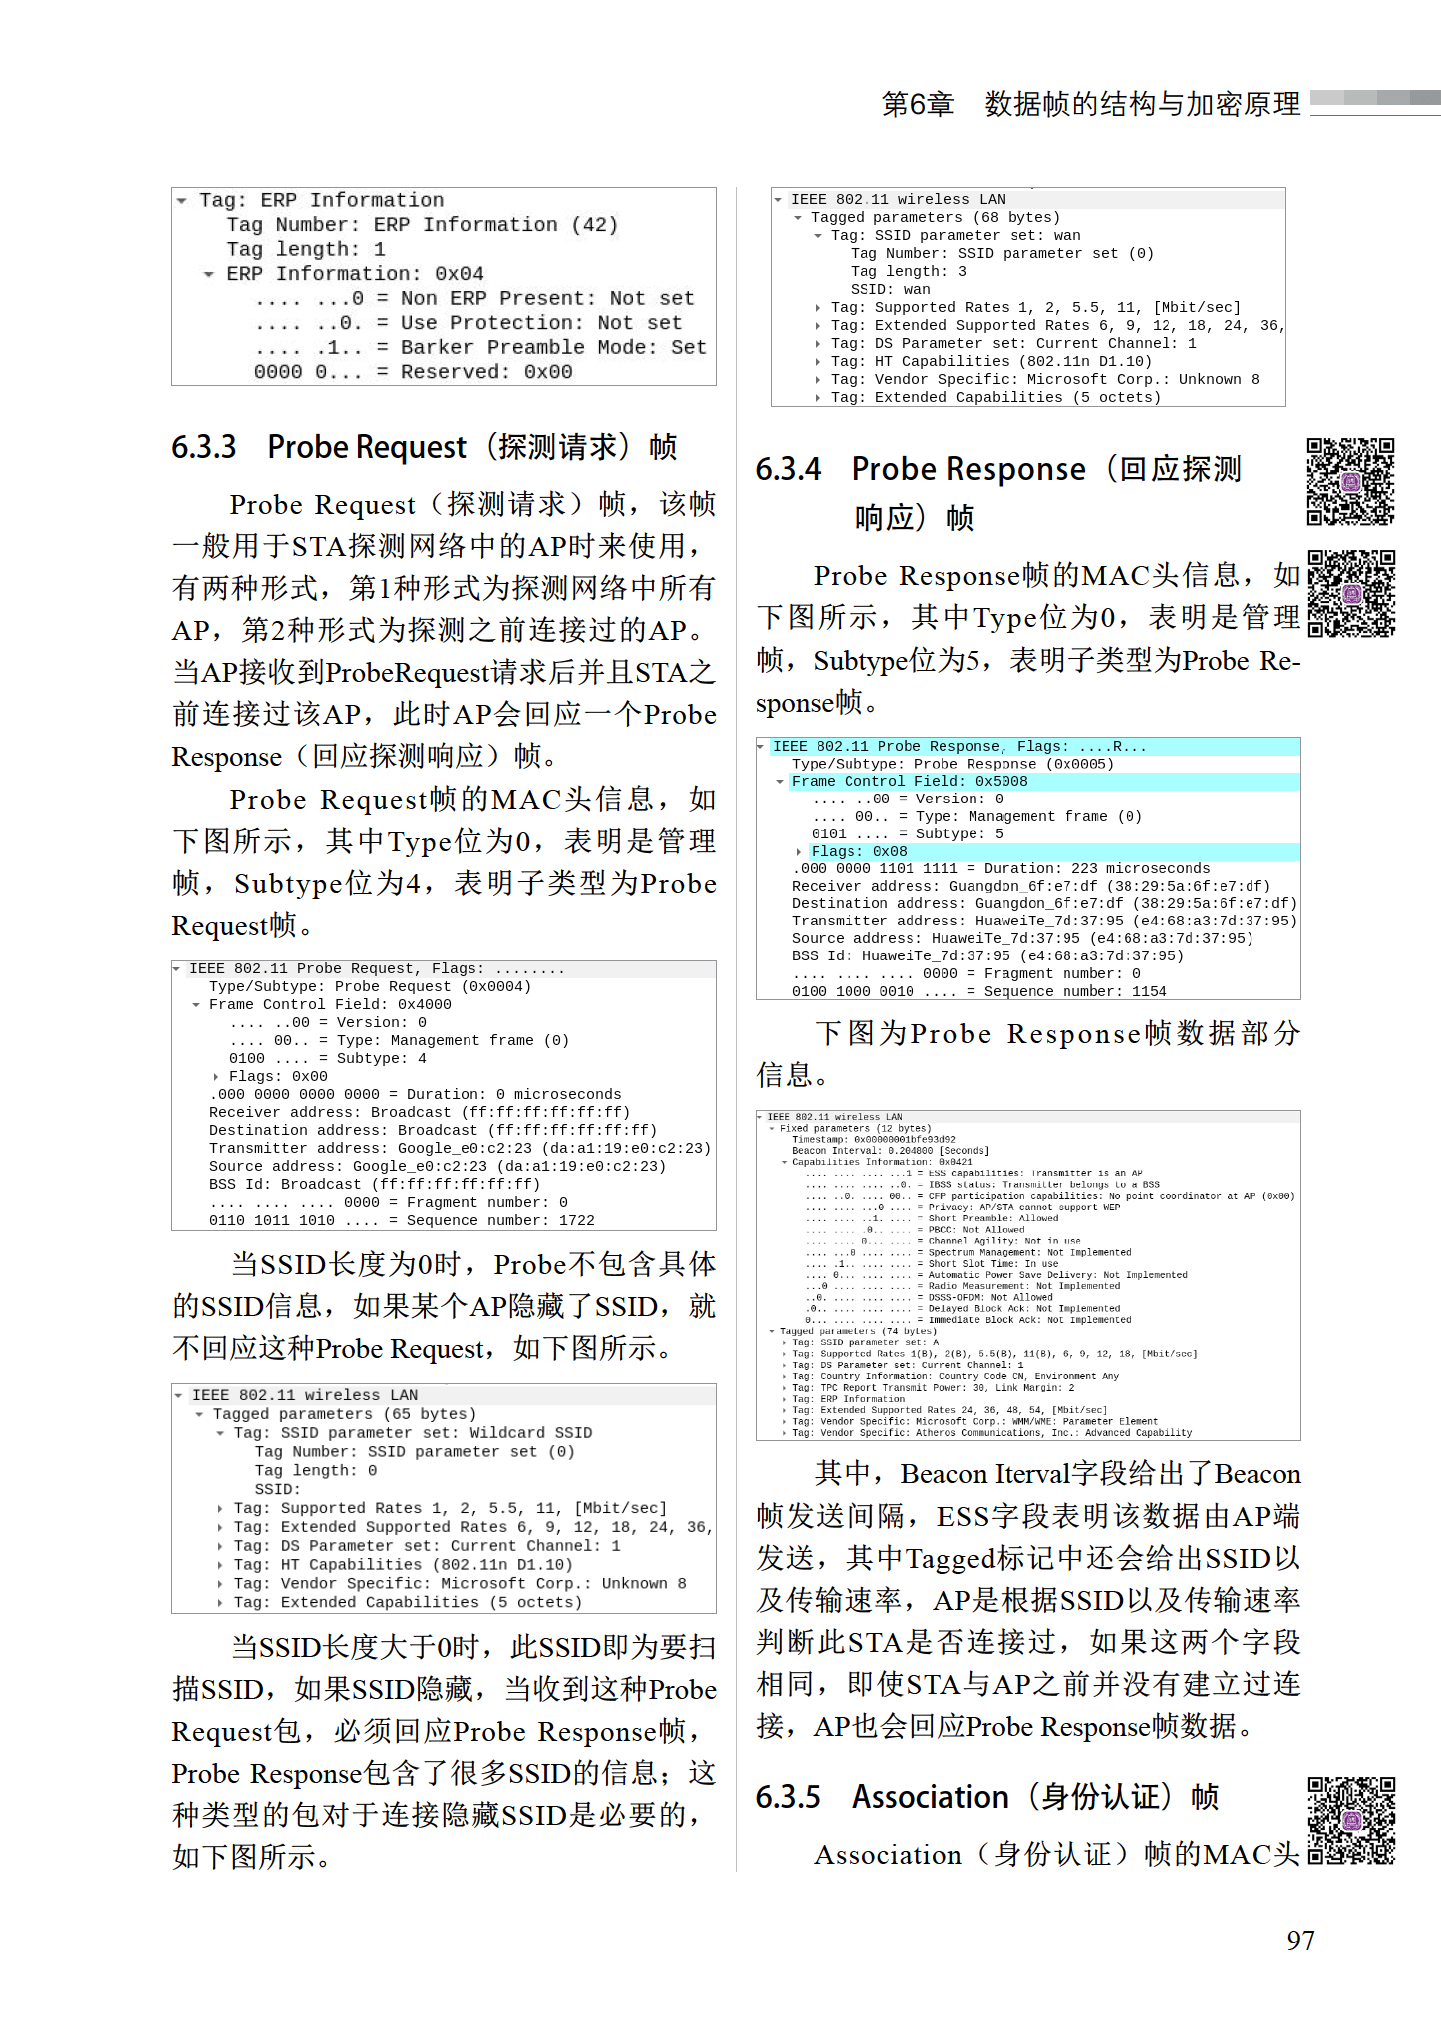 第6章　数据帧的结构与加密原理
Tag: ERP Information
Tag Number: ERP Information (42)
Tag length: 1
ERP Information: 0x04
.... ...0 = Non ERP Present: Not set
.... ..0. = Use Protection: Not set
.... .1.. = Barker Preamble Mode: Set
0000 0... = Reserved: 0x00
6.3.3　Probe Request（探测请求）帧
Probe Request（探测请求）帧，该帧
一般用于STA探测网络中的AP时来使用，
有两种形式，第1种形式为探测网络中所有
AP，第2种形式为探测之前连接过的AP。
当AP接收到ProbeRequest请求后并且STA之
前连接过该AP，此时AP会回应一个Probe
Response（回应探测响应）帧。
Probe Request帧的MAC头信息，如
下图所示，其中Type位为0，表明是管理
帧，Subtype位为4，表明子类型为Probe
Request帧。
IEEE 802.11 Probe Request, Flags: ........
Type/Subtype: Probe Request (0x0004)
Frame Control Field: 0x4000
.... ..00 = Version: 0
.... 00.. = Type: Management frame (0)
0100 .... = Subtype: 4
Flags: 0x00
.000 0000 0000 0000 = Duration: 0 microseconds
Receiver address: Broadcast (ff:ff:ff:ff:ff:ff)
Destination address: Broadcast (ff:ff:ff:ff:ff:ff)
Transmitter address: Google_e0:c2:23 (da:a1:19:e0:c2:23)
Source address: Google_e0:c2:23 (da:a1:19:e0:c2:23)
BSS Id: Broadcast (ff:ff:ff:ff:ff:ff)
.... .... .... 0000 = Fragment number: 0
0110 1011 1010 .... = Sequence number: 1722
当SSID长度为0时，Probe不包含具体
的SSID信息，如果某个AP隐藏了SSID，就
不回应这种Probe Request，如下图所示。
IEEE 802.11 wireless LAN
Tagged parameters (65 bytes)
Tag: SSID parameter set: Wildcard SSID
Tag Number: SSID parameter set (0)
Tag length: 0
SSID:
Tag: Supported Rates 1, 2, 5.5, 11, [Mbit/sec]
Tag: Extended Supported Rates 6, 9, 12, 18, 24, 36,
Tag: DS Parameter set: Current Channel: 1
Tag: HT Capabilities (802.11n D1.10)
Tag: Vendor Specific: Microsoft Corp.: Unknown 8
Tag: Extended Capabilities (5 octets)
当SSID长度大于0时，此SSID即为要扫
描SSID，如果SSID隐藏，当收到这种Probe
Request包，必须回应Probe Response帧，
Probe Response包含了很多SSID的信息；这
种类型的包对于连接隐藏SSID是必要的，
如下图所示。
IEEE 802.11 wireless LAN
Tagged parameters (68 bytes)
Tag: SSID parameter set: wan
Tag Number: SSID parameter set (0)
Tag length: 3
SSID: wan
Tag: Supported Rates 1, 2, 5.5, 11, [Mbit/sec]
Tag: Extended Supported Rates 6, 9, 12, 18, 24, 36,
Tag: DS Parameter set: Current Channel: 1
Tag: HT Capabilities (802.11n D1.10)
Tag: Vendor Specific: Microsoft Corp.: Unknown 8
Tag: Extended Capabilities (5 octets)
6.3.4　Probe Response（回应探测
响应）帧
Probe Response帧的MAC头信息，如
下图所示，其中Type位为0，表明是管理
帧，Subtype位为5，表明子类型为Probe Re-
sponse帧。
IEEE 802.11 Probe Response, Flags: ....R...
Type/Subtype: Probe Response (0x0005)
Frame Control Field: 0x5008
.... ..00 = Version: 0
.... 00.. = Type: Management frame (0)
0101 .... = Subtype: 5
Flags: 0x08
.000 0000 1101 1111 = Duration: 223 microseconds
Receiver address: Guangdon_6f:e7:df (38:29:5a:6f:e7:df)
Destination address: Guangdon_6f:e7:df (38:29:5a:6f:e7:df)
Transmitter address: HuaweiTe_7d:37:95 (e4:68:a3:7d:37:95)
Source address: HuaweiTe_7d:37:95 (e4:68:a3:7d:37:95)
BSS Id: HuaweiTe_7d:37:95 (e4:68:a3:7d:37:95)
.... .... .... 0000 = Fragment number: 0
0100 1000 0010 .... = Sequence number: 1154
下图为Probe Response帧数据部分
信息。
IEEE 802.11 wireless LAN
Fixed parameters (12 bytes)
Timestamp: 0x00000001bfe93d92
Beacon Interval: 0.204800 [Seconds]
Capabilities Information: 0x0421
.... .... .... ...1 = ESS capabilities: Transmitter is an AP
.... .... .... ..0. = IBSS status: Transmitter belongs to a BSS
.... ..0. .... 00.. = CFP participation capabilities: No point coordinator at AP (0x00)
.... .... ...0 .... = Privacy: AP/STA cannot support WEP
.... .... ..1. .... = Short Preamble: Allowed
.... .... .0.. .... = PBCC: Not Allowed
.... .... 0... .... = Channel Agility: Not in use
.... ...0 .... .... = Spectrum Management: Not Implemented
.... .1.. .... .... = Short Slot Time: In use
.... 0... .... .... = Automatic Power Save Delivery: Not Implemented
...0 .... .... .... = Radio Measurement: Not Implemented
..0. .... .... .... = DSSS-OFDM: Not Allowed
.0.. .... .... .... = Delayed Block Ack: Not Implemented
0... .... .... .... = Immediate Block Ack: Not Implemented
Tagged parameters (74 bytes)
Tag: SSID parameter set: A
Tag: Supported Rates 1(B), 2(B), 5.5(B), 11(B), 6, 9, 12, 18, [Mbit/sec]
Tag: DS Parameter set: Current Channel: 1
Tag: Country Information: Country Code CN, Environment Any
Tag: TPC Report Transmit Power: 30, Link Margin: 2
Tag: ERP Information
Tag: Extended Supported Rates 24, 36, 48, 54, [Mbit/sec]
Tag: Vendor Specific: Microsoft Corp.: WMM/WME: Parameter Element
Tag: Vendor Specific: Atheros Communications, Inc.: Advanced Capability
其中，Beacon Iterval字段给出了Beacon
帧发送间隔，ESS字段表明该数据由AP端
发送，其中Tagged标记中还会给出SSID以
及传输速率，AP是根据SSID以及传输速率
判断此STA是否连接过，如果这两个字段
相同，即使STA与AP之前并没有建立过连
接，AP也会回应Probe Response帧数据。
6.3.5　Association（身份认证）帧
Association（身份认证）帧的MAC头
97